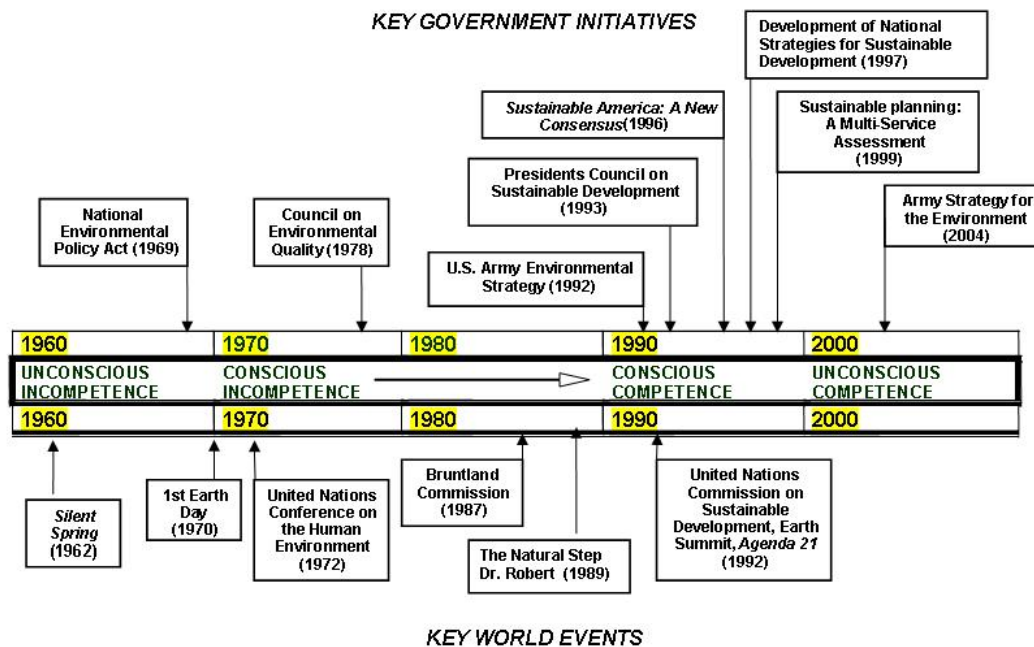 KEY GOVERNMENT INITIATIVES
Development of National
Strategies for Sustainable
Development (1997)
Sustainable America: A New
Consensus(1996)
Sustainable planning:
A Multi-Service
Assessment
(1999)
Presidents Council on
Sustainable Development
(1993)
National
Environmental
Policy Act (1969)
Council on
Environmental
Quality (1978)
U.S. Army Environmental
Strategy (1992)
Army Strategy for
the Environment
(2004)
1960 1970 1980 1990 2000
UNCONSCIOUS CONSCIOUS CONSCIOUS UNCONSCIOUS
INCOMPETENCE INCOMPETENCE COMPETENCE COMPETENCE
1960 1970 1980 1990 2000
Silent
Spring
(1962)
1st Earth
Day
(1970)
United Nations
Conference on
the Human
Environment
(1972)
Bruntland
Commission
(1987)
The Natural Step
Dr. Robert (1989)
United Nations
Commission on
Sustainable
Development, Earth
Summit, Agenda 21
(1992)
KEY WORLD EVENTS